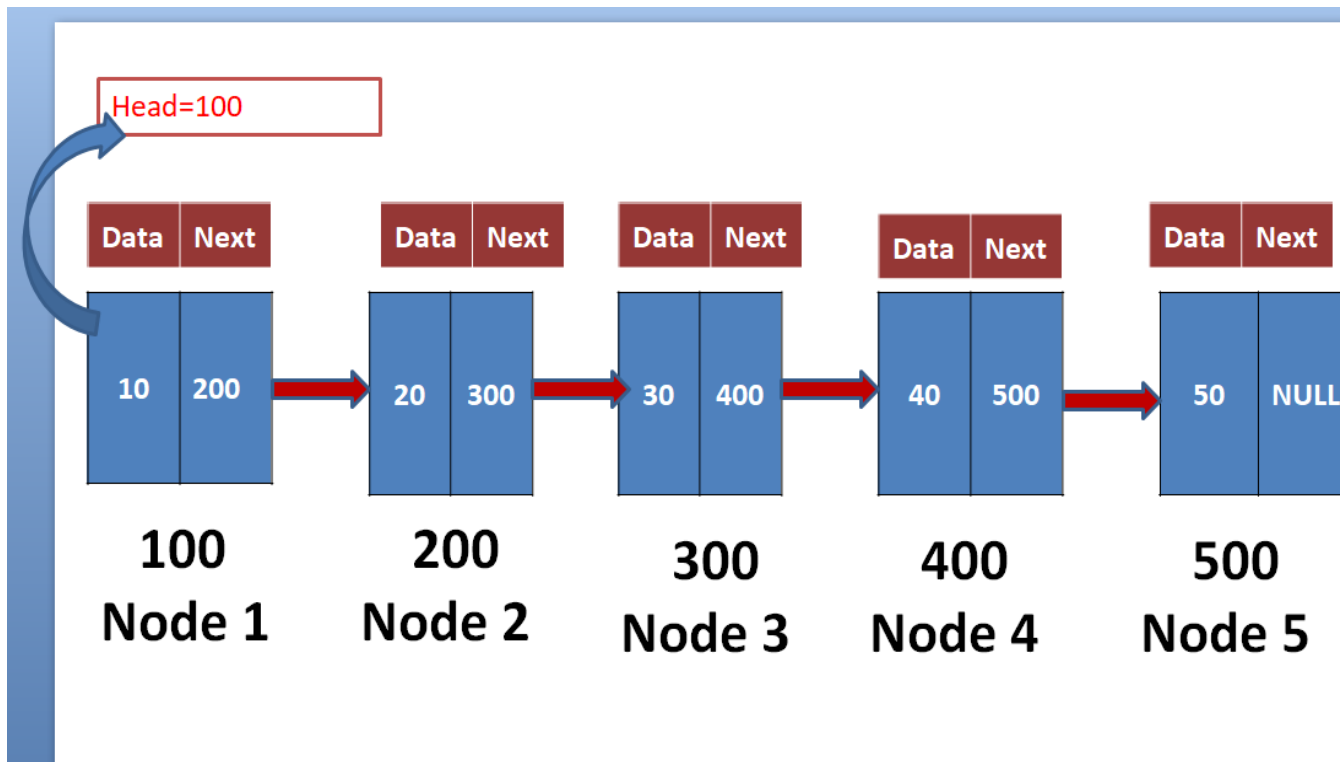 Head=100
Data Next
Data Next
Data Next
Data Next
Data Next
10 200
20 300
30 400
40 500
50 NULL
100
Node 1
200
Node 2
300
Node 3
400
Node 4
500
Node 5